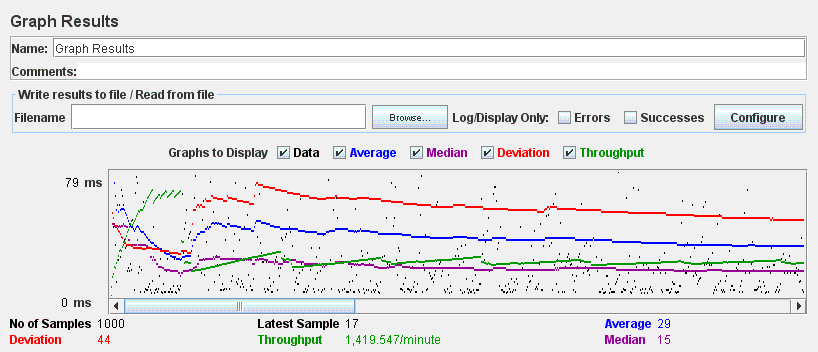 Graph Results
Name: Graph Results
Comments:
Write results to file / Read from file
Filename Browse... Log/Display Only: Errors Successes Configure
Graphs to Display Data Average Median Deviation Throughput
79 ms
0 ms
No of Samples 1000 Latest Sample 17 Average 29
Deviation 44 Throughput 1,419.547/minute Median 15